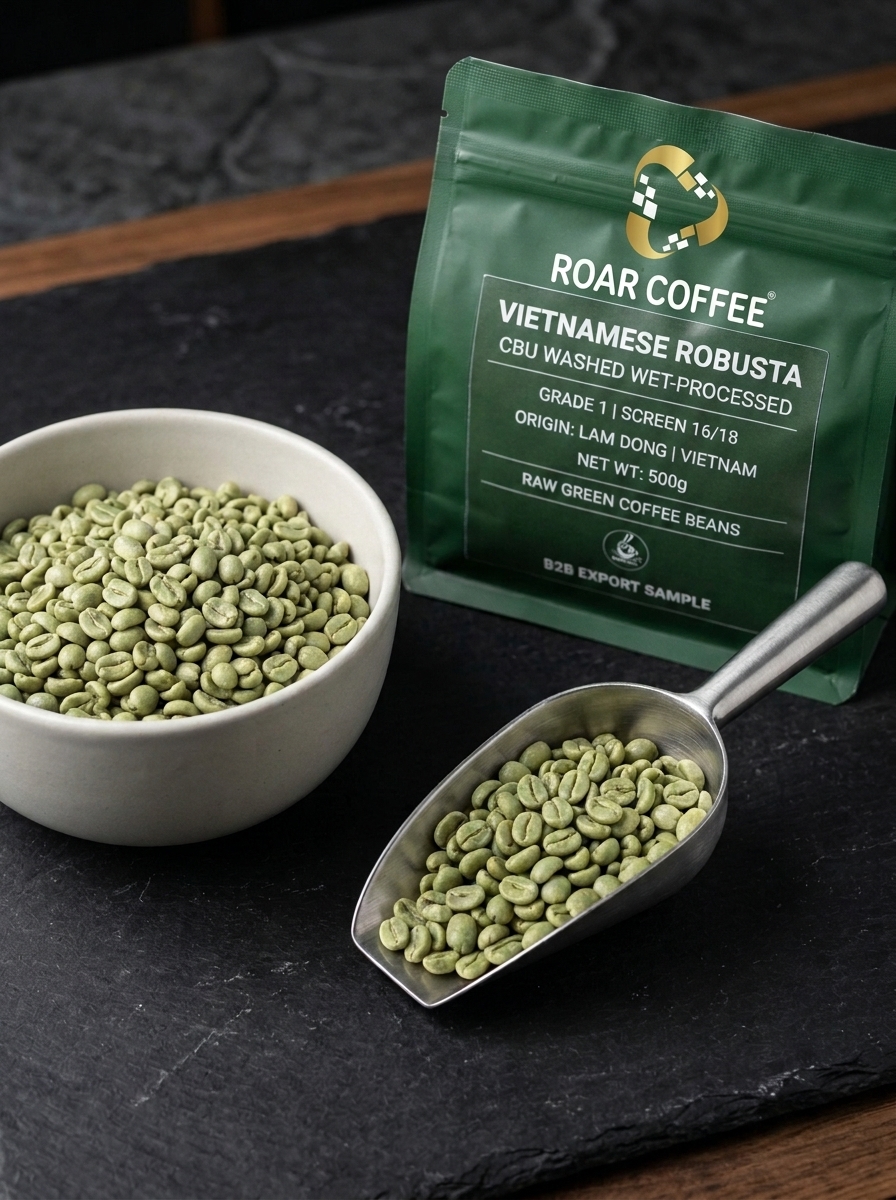 ROAR COFFEE®
VIETNAMESE ROBUSTA
CBU WASHED WET-PROCESSED
GRADE 1 | SCREEN 16/18
ORIGIN: LAM DONG | VIETNAM
NET WT: 500g
RAW GREEN COFFEE BEANS
B2B EXPORT SAMPLE